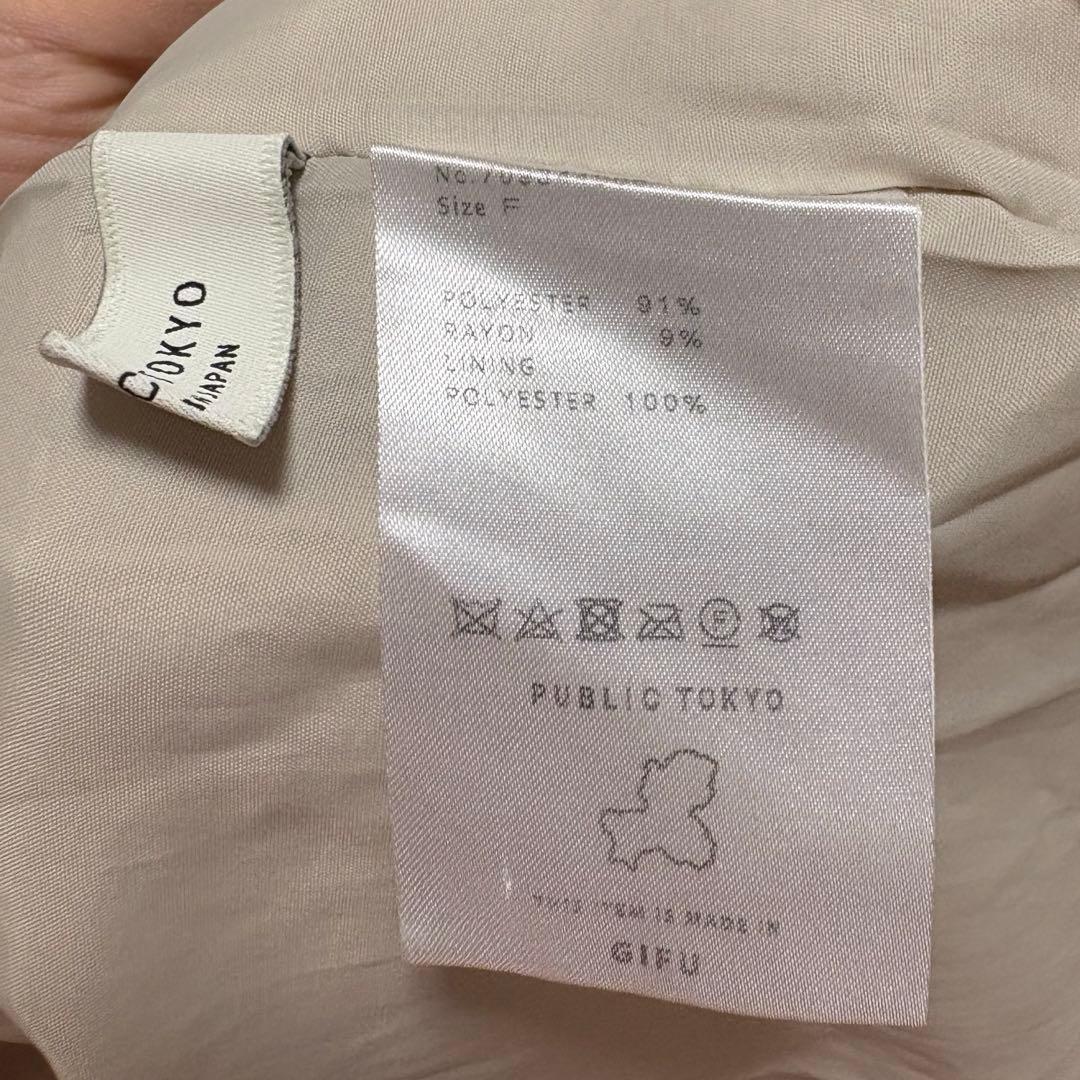 TOKYO
JAPAN
Size F
POLYESTER 91%
RAYON 9%
LINING
POLYESTER 100%
F
PUBLIC TOKYO
THIS ITEM IS MADE IN
GIFU